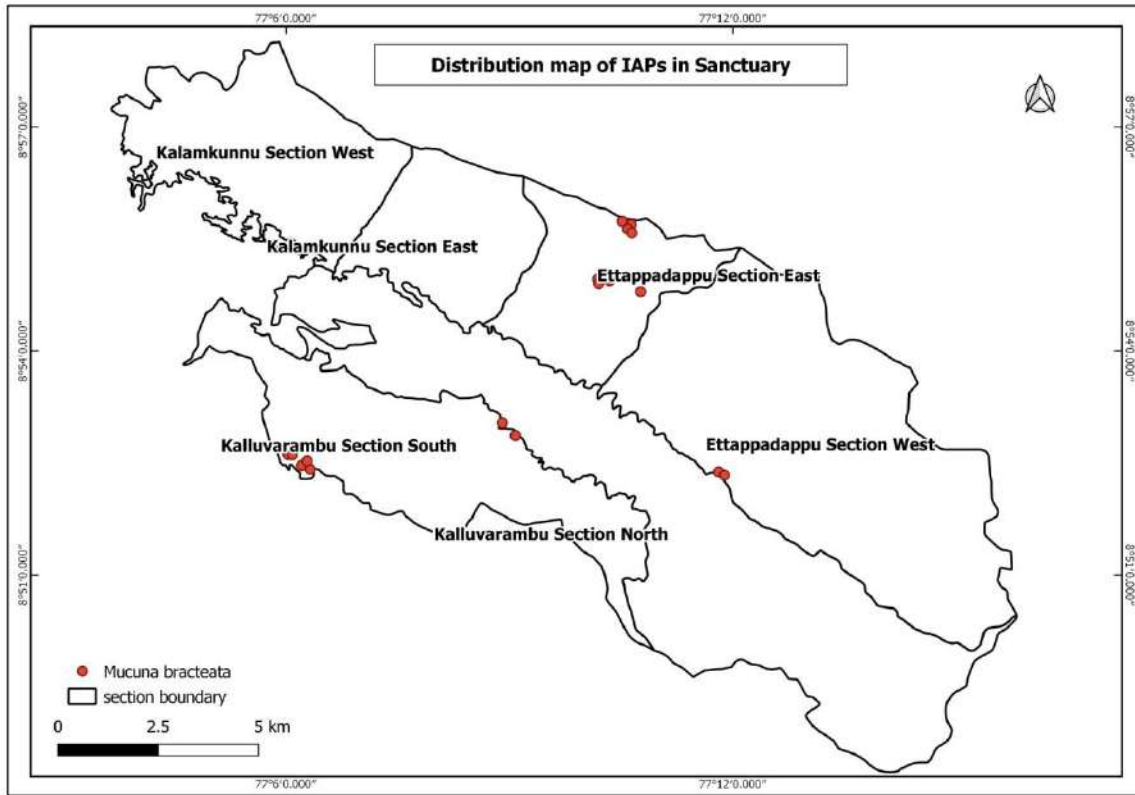 77°6′0.000″ 77°12′0.000″
Distribution map of IAPs in Sanctuary
8°57′0.000″ 8°57′0.000″
Kalamkunnu Section West
Kalamkunnu Section East
Ettappadappu Section East
8°54′0.000″ 8°54′0.000″
Kalluvarambu Section South
Ettappadappu Section West
Kalluvarambu Section North
8°51′0.000″ 8°51′0.000″
Mucuna bracteata
section boundary
0 2.5 5 km
77°6′0.000″ 77°12′0.000″